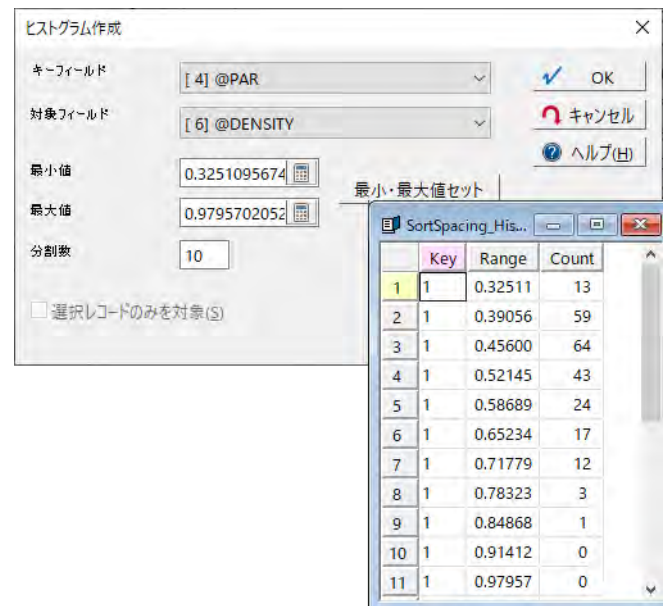 ヒストグラム作成
キーフィールド
[ 4] @PAR
OK
対象フィールド
[ 6] @DENSITY
キャンセル
ヘルプ(H)
最小値
0.3251095674
最小・最大値セット
最大値
0.9795702052
分割数
10
選択レコードのみを対象(S)
SortSpacing_His...
Key Range Count
1 1 0.32511 13
2 1 0.39056 59
3 1 0.45600 64
4 1 0.52145 43
5 1 0.58689 24
6 1 0.65234 17
7 1 0.71779 12
8 1 0.78323 3
9 1 0.84868 1
10 1 0.91412 0
11 1 0.97957 0